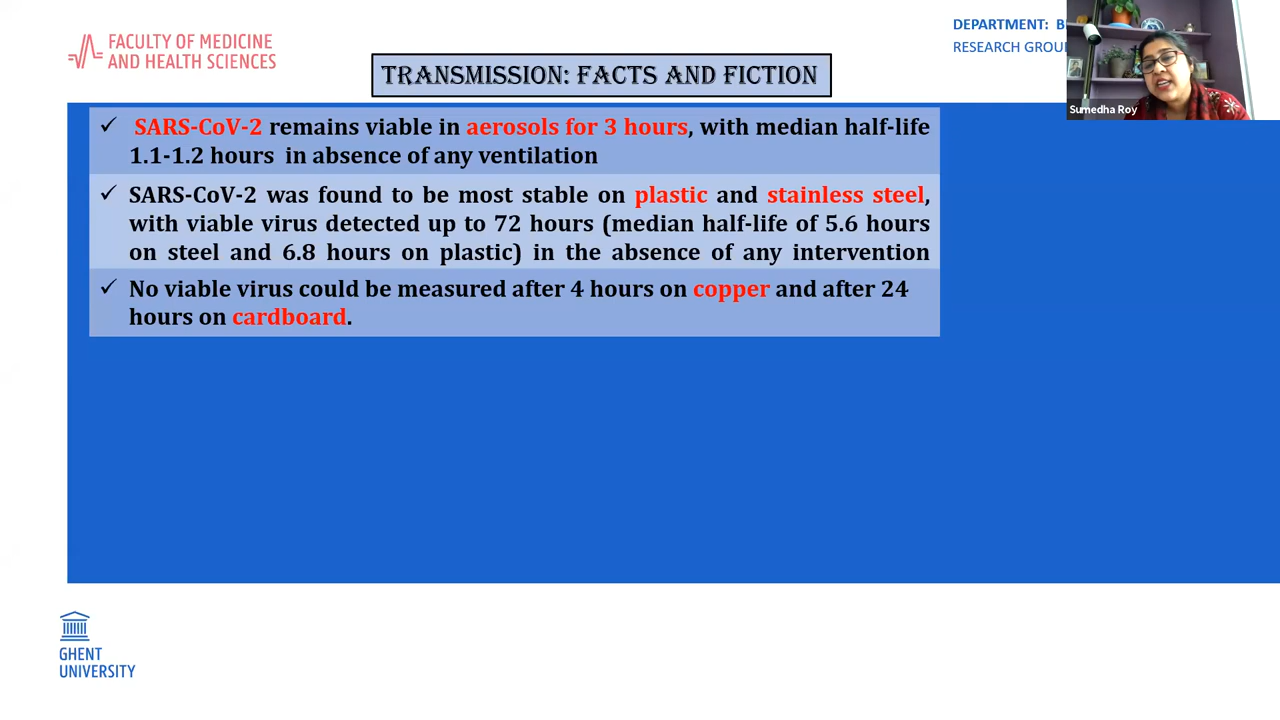 FACULTY OF MEDICINE
AND HEALTH SCIENCES
DEPARTMENT:
RESEARCH GROUP
Sumedha Roy
TRANSMISSION: FACTS AND FICTION
✓ SARS-CoV-2 remains viable in aerosols for 3 hours, with median half-life
1.1-1.2 hours in absence of any ventilation
✓ SARS-CoV-2 was found to be most stable on plastic and stainless steel,
with viable virus detected up to 72 hours (median half-life of 5.6 hours
on steel and 6.8 hours on plastic) in the absence of any intervention
✓ No viable virus could be measured after 4 hours on copper and after 24
hours on cardboard.
GHENT
UNIVERSITY